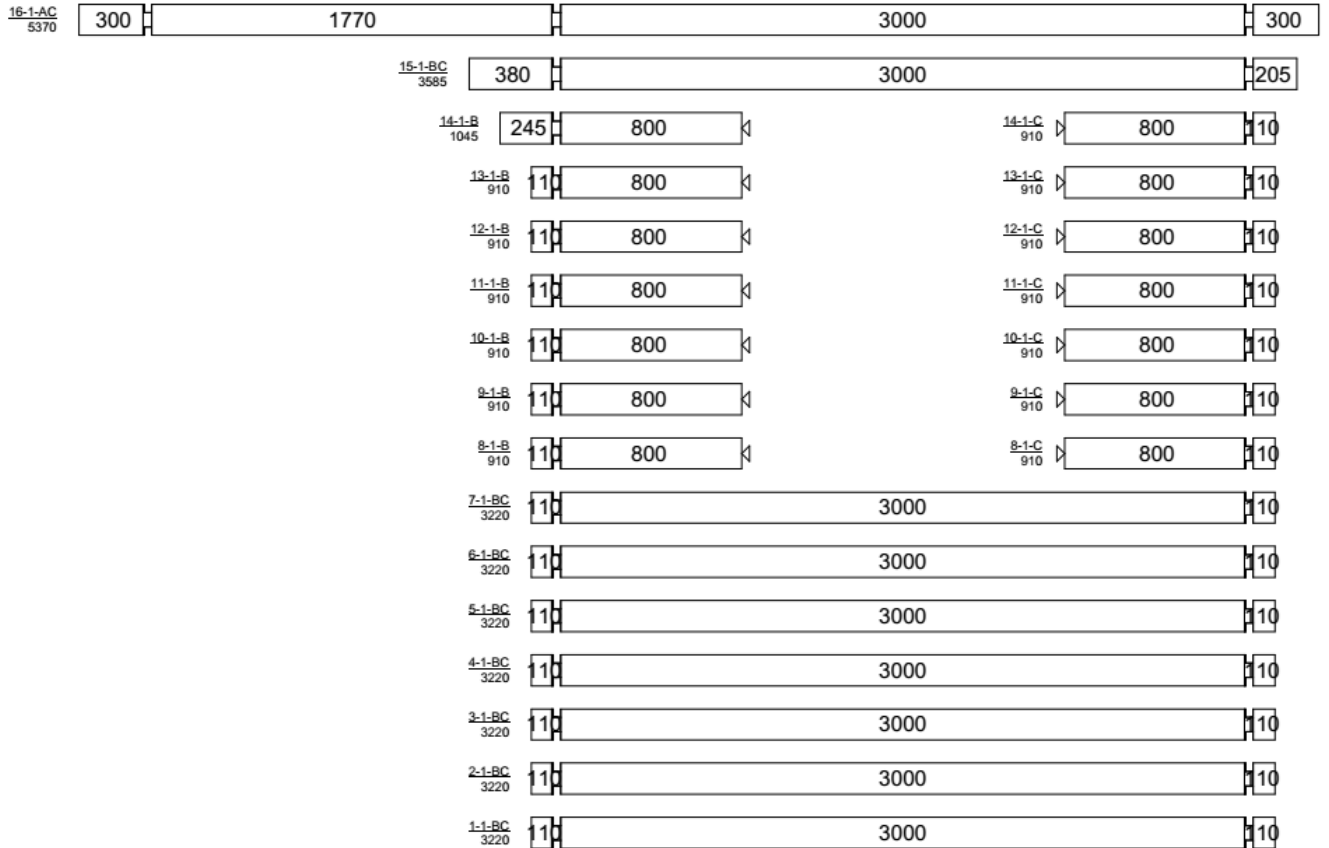 16-1-AC 300 1770 3000 300
5370
15-1-BC 380 3000 205
3585
14-1-B 245 800 14-1-C 800 110
1045 910
13-1-B 110 800 13-1-C 800 110
910 910
12-1-B 110 800 12-1-C 800 110
910 910
11-1-B 110 800 11-1-C 800 110
910 910
10-1-B 110 800 10-1-C 800 110
910 910
9-1-B 110 800 9-1-C 800 110
910 910
8-1-B 110 800 8-1-C 800 110
910 910
7-1-BC 110 3000 110
3220
6-1-BC 110 3000 110
3220
5-1-BC 110 3000 110
3220
4-1-BC 110 3000 110
3220
3-1-BC 110 3000 110
3220
2-1-BC 110 3000 110
3220
1-1-BC 110 3000 110
3220